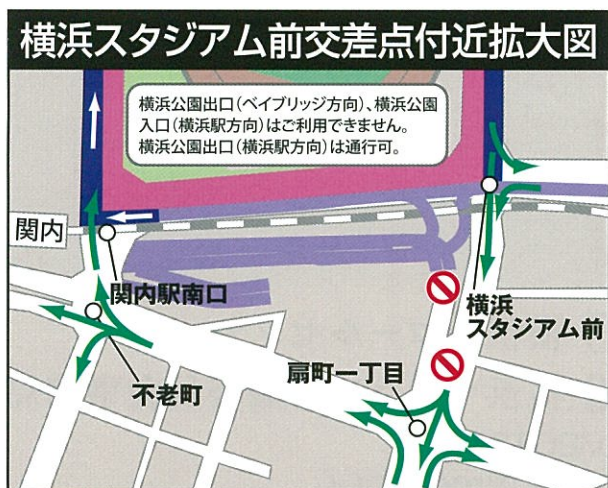 横浜スタジアム前交差点付近拡大図
横浜公園出口(ベイブリッジ方向)、横浜公園
入口(横浜駅方向)はご利用できません。
横浜公園出口(横浜駅方向)は通行可。
関内
関内駅南口
横浜
スタジアム前
不老町
扇町一丁目